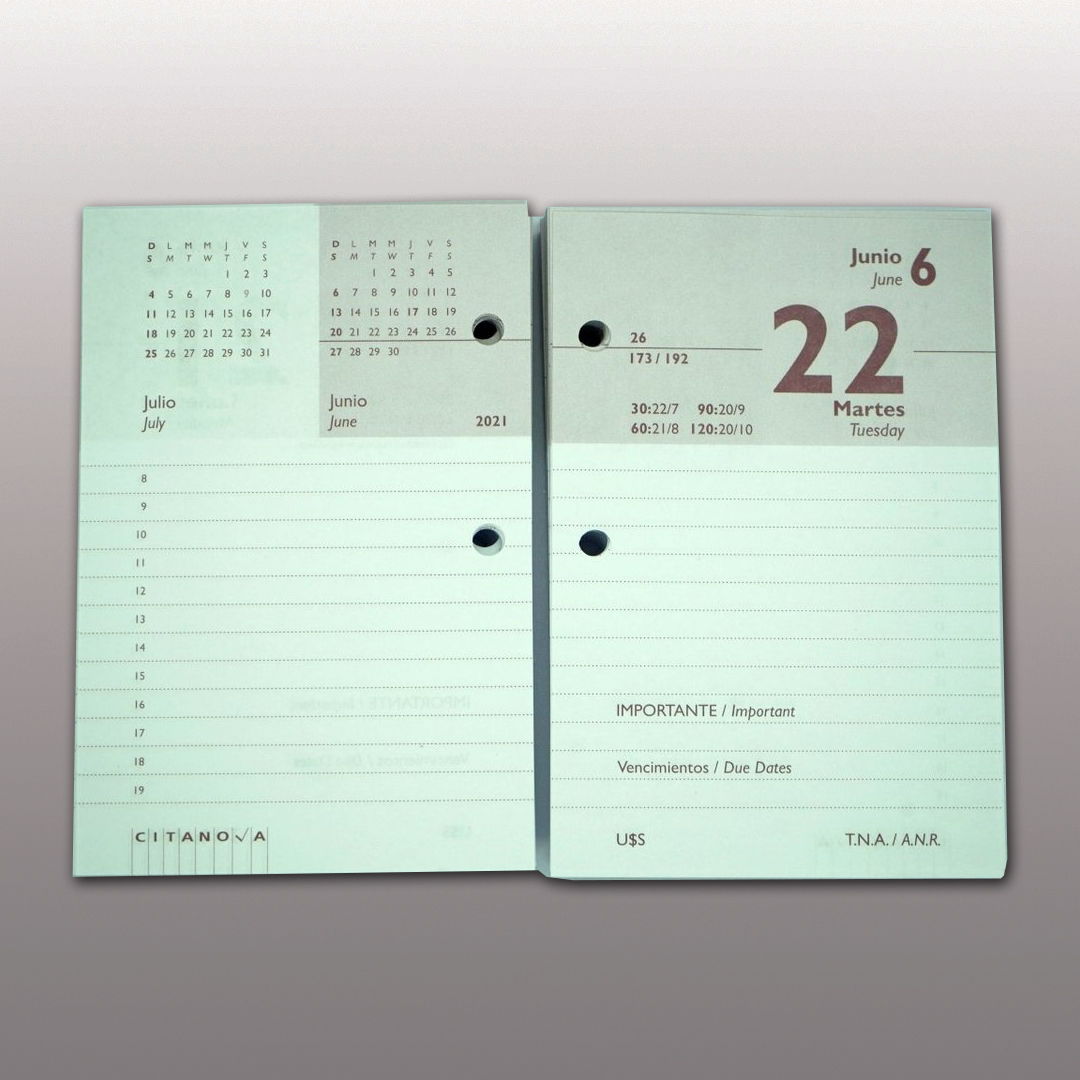 D L M M J V S
S M T W T F S
1 2 3
4 5 6 7 8 9 10
11 12 13 14 15 16 17
18 19 20 21 22 23 24
25 26 27 28 29 30 31
Julio
July
D L M M J V S
S M T W T F S
1 2 3 4 5
6 7 8 9 10 11 12
13 14 15 16 17 18 19
20 21 22 23 24 25 26
27 28 29 30
Junio
June
2021
8
9
10
11
12
13
14
15
16
17
18
19
CITANOVA
Junio 6
June
22
26
173 / 192
30:22/7 90:20/9
60:21/8 120:20/10
Martes
Tuesday
IMPORTANTE / Important
Vencimientos / Due Dates
U$S T.N.A. / A.N.R.